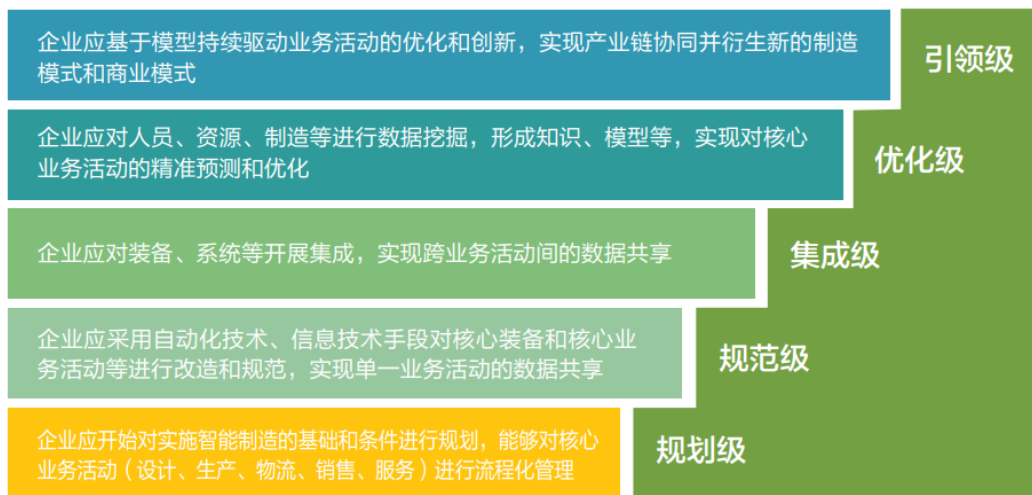 企业应基于模型持续驱动业务活动的优化和创新，实现产业链协同并衍生新的制造
模式和商业模式
引领级
企业应对人员、资源、制造等进行数据挖掘，形成知识、模型等，实现对核心
业务活动的精准预测和优化
优化级
企业应对装备、系统等开展集成，实现跨业务活动间的数据共享
集成级
企业应采用自动化技术、信息技术手段对核心装备和核心业
务活动等进行改造和规范，实现单一业务活动的数据共享
规范级
企业应开始对实施智能制造的基础和条件进行规划，能够对核心
业务活动（设计、生产、物流、销售、服务）进行流程化管理
规划级